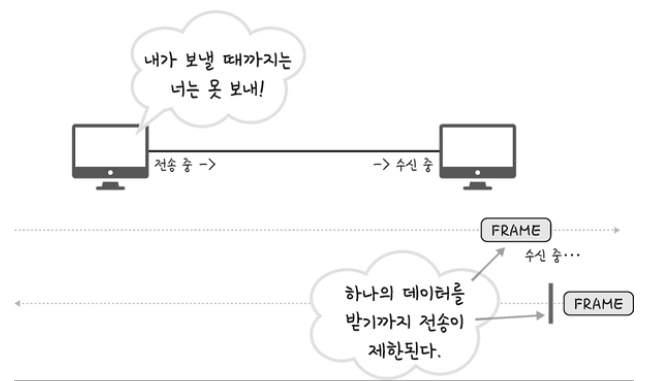 내가 보낼 때까지는
너는 못 보내!
전송 중 ->
-> 수신 중
FRAME
수신 중···
하나의 데이터를
받기까지 전송이
제한된다.
FRAME